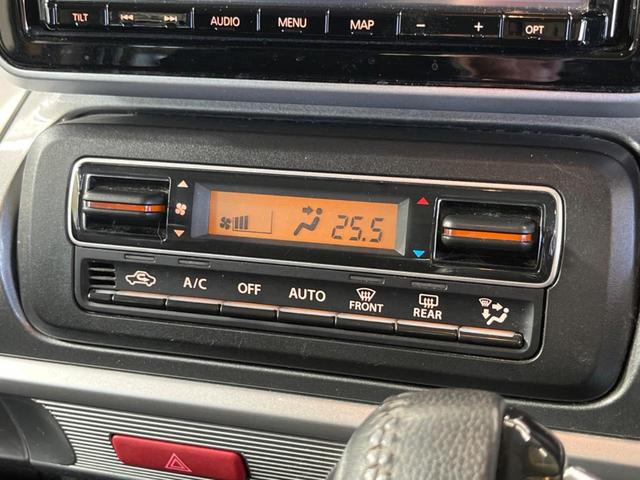 TILT AUDIO MENU MAP - + OPT
25.5
A/C OFF AUTO FRONT REAR